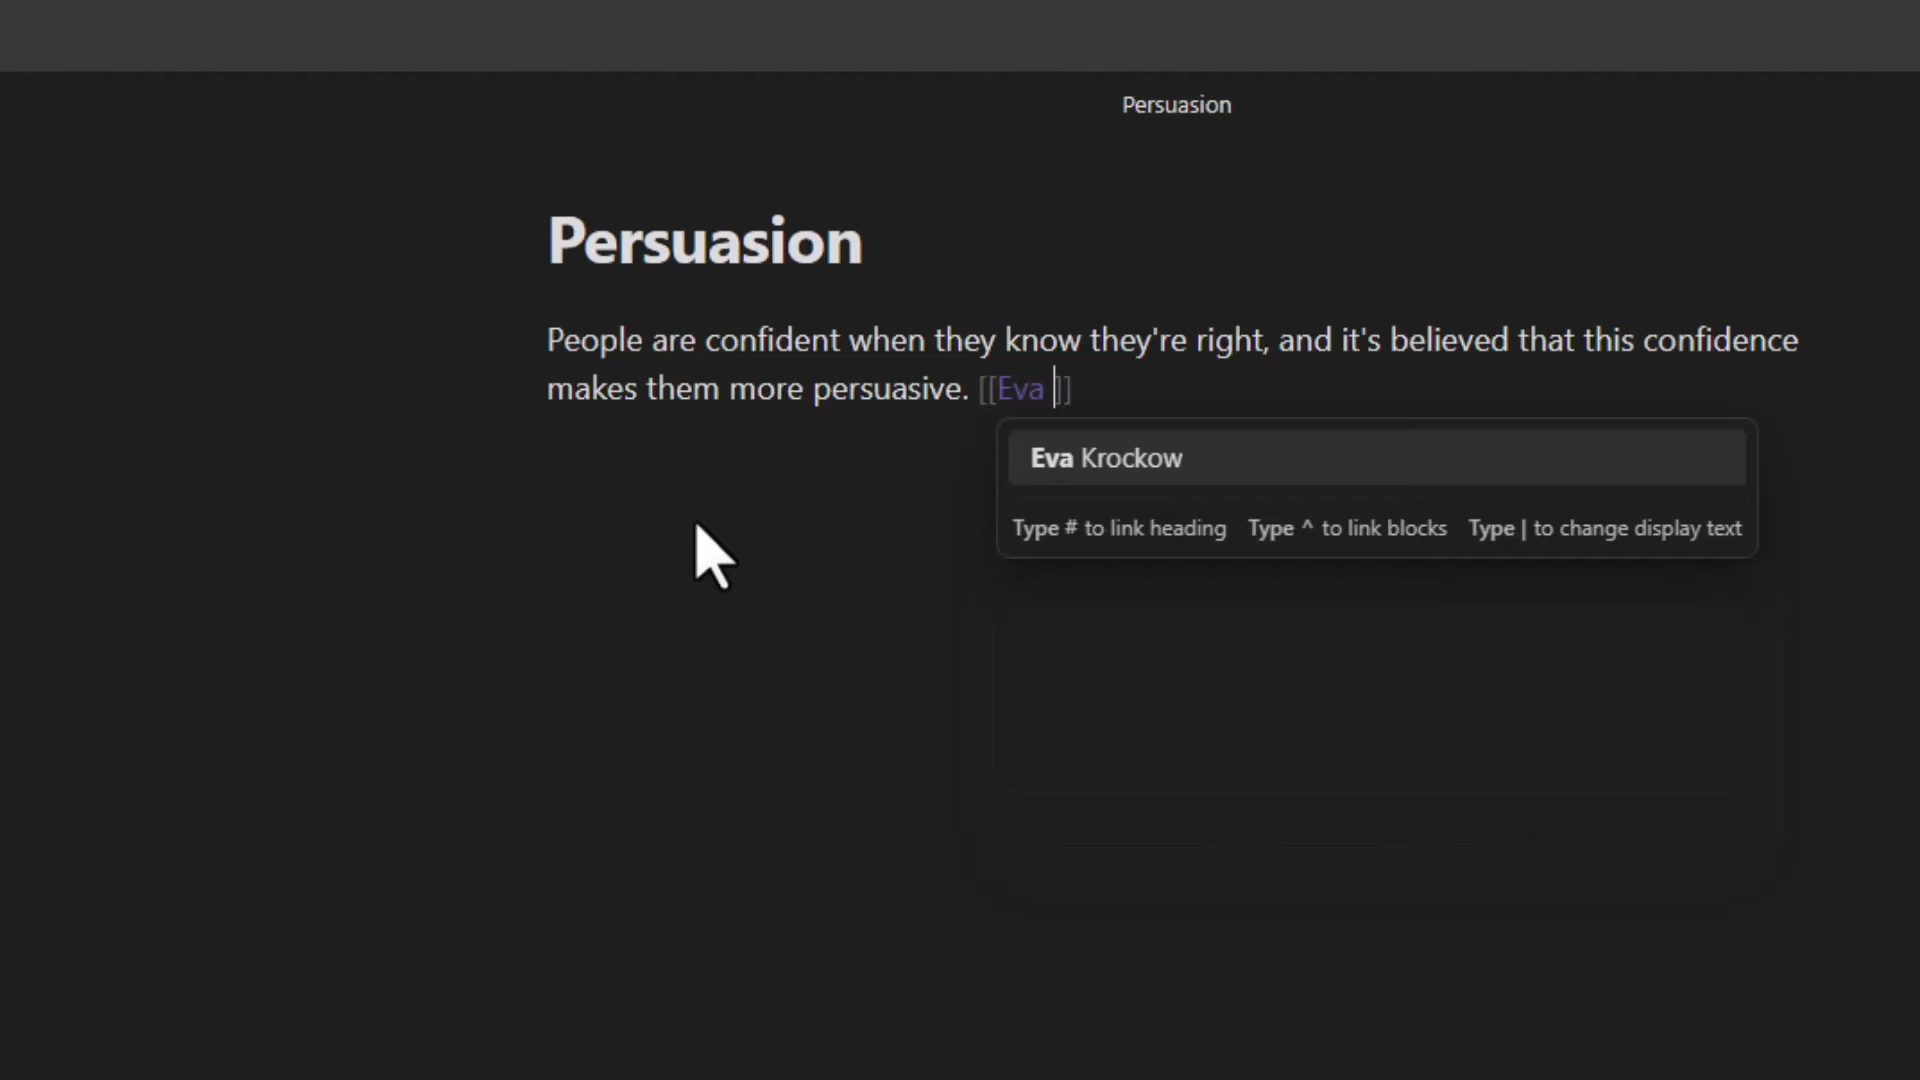 Persuasion
Persuasion
People are confident when they know they're right, and it's believed that this confidence
makes them more persuasive. [[Eva ]]
Eva Krockow
Type # to link heading Type ^ to link blocks Type | to change display text